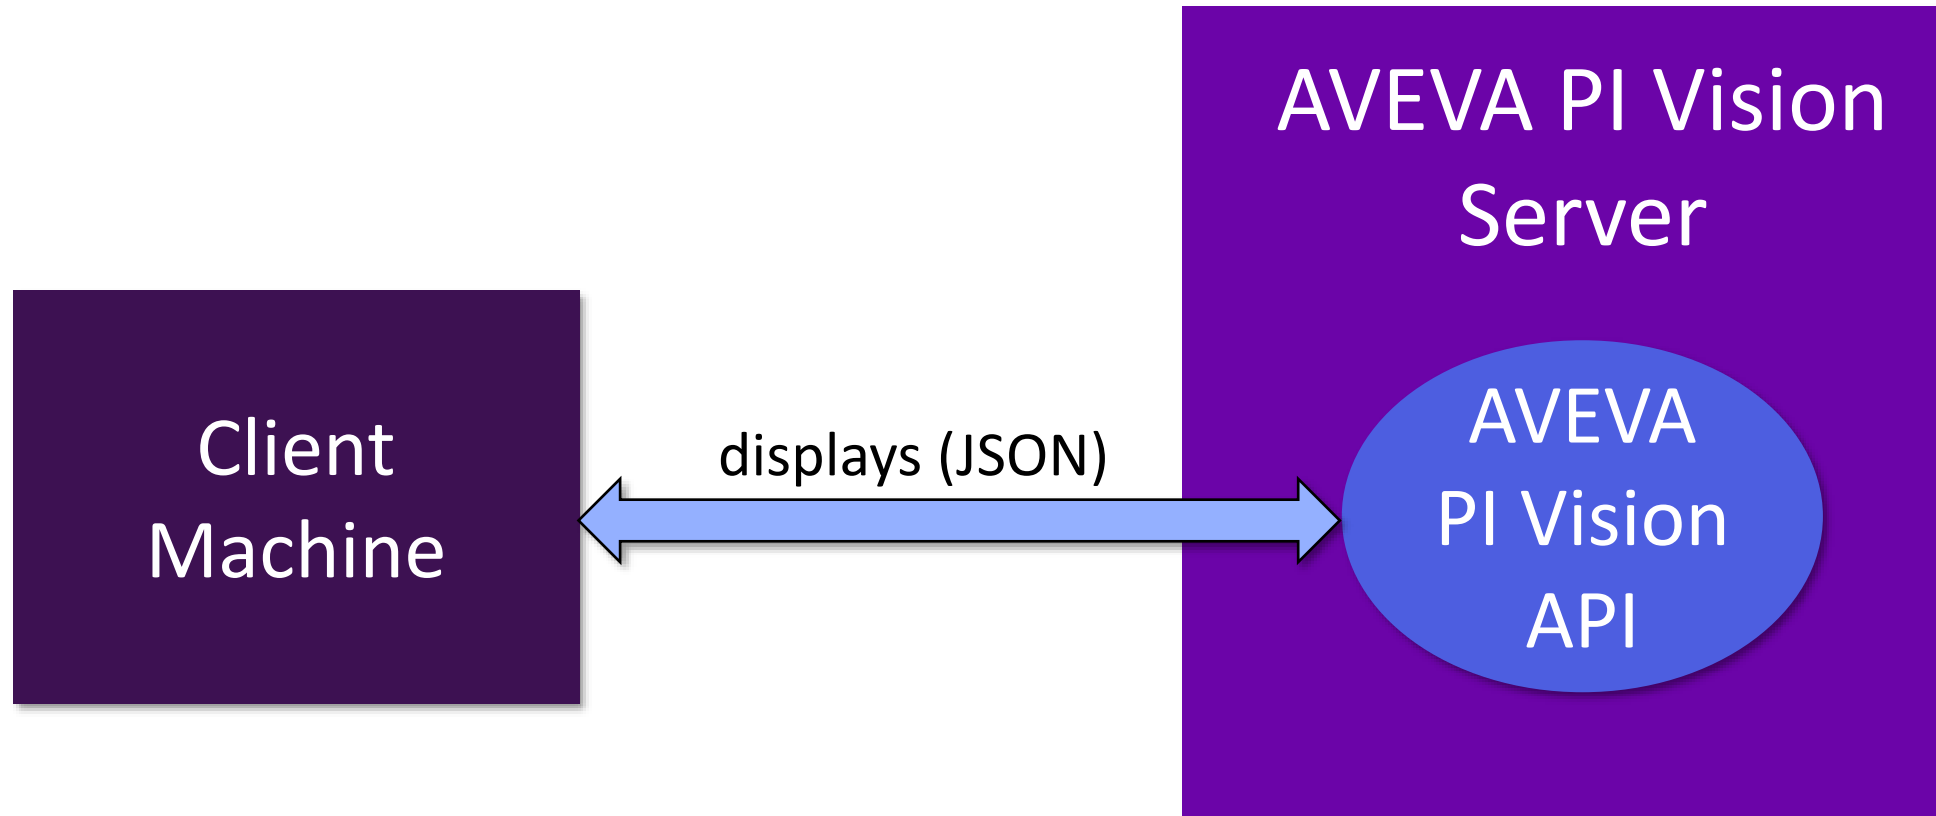 AVEVA PI Vision
Server
Client
Machine
displays (JSON)
AVEVA
PI Vision
API